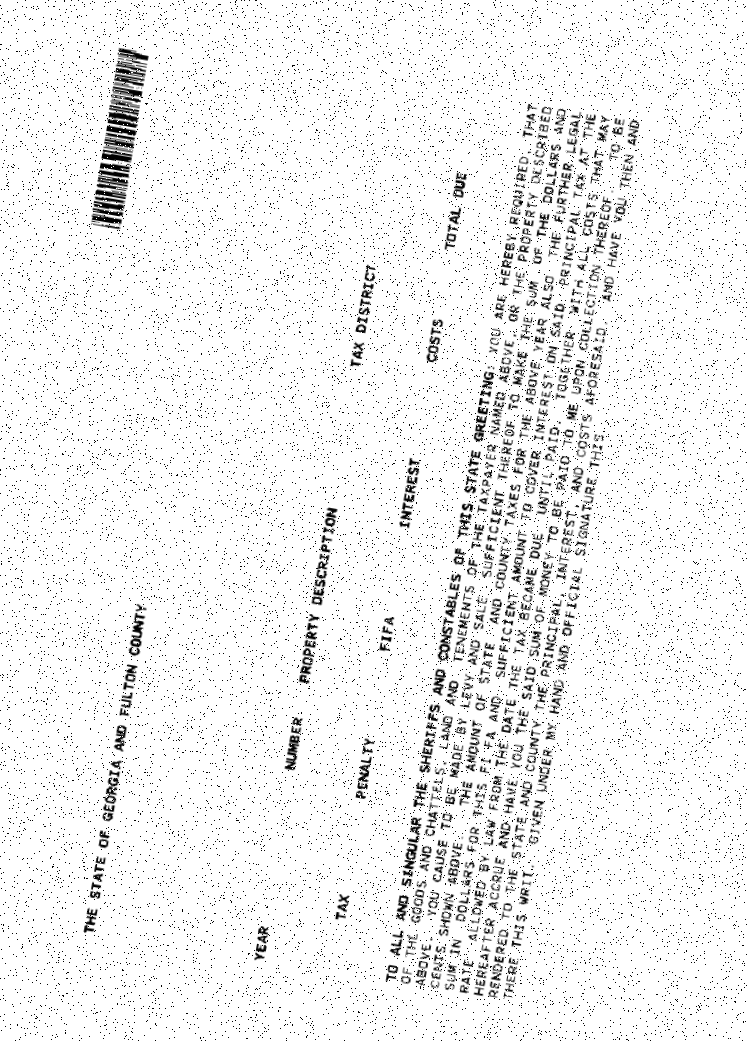 THE STATE OF GEORGIA AND FULTON COUNTY
YEAR NUMBER PROPERTY DESCRIPTION TAX DISTRICT
TAX PENALTY FIFA INTEREST COSTS TOTAL DUE
TO ALL AND SINGULAR THE SHERIFFS AND CONSTABLES OF THIS STATE GREETING, YOU ARE HEREBY REQUIRED, THAT
OF THE GOODS AND CHATTELS, LAND AND TENEMENTS OF THE TAXPAYER NAMED ABOVE, OR THE PROPERTY DESCRIBED
ABOVE, YOU CAUSE TO BE MADE BY LEVY AND SALE SUFFICIENT THEREOF TO MAKE THE SUM OF THE DOLLARS AND
CENTS SHOWN ABOVE THE AMOUNT OF STATE AND COUNTY TAXES FOR THE ABOVE YEAR ALSO THE FURTHER LEGAL
SUM IN DOLLARS FOR THIS FI FA AND SUFFICIENT AMOUNT TO COVER INTEREST ON SAID PRINCIPAL TAX AT THE
RATE ALLOWED BY LAW FROM THE DATE THE TAX BECAME DUE UNTIL PAID TOGETHER WITH ALL COSTS THAT MAY
HEREAFTER ACCRUE AND HAVE YOU THE SAID SUM OF MONEY TO BE PAID TO ME UPON COLLECTION THEREOF TO BE
RENDERED TO THE STATE AND COUNTY THE PRINCIPAL, INTEREST, AND COSTS AFORESAID. AND HAVE YOU THEN AND
THERE THIS WRIT. GIVEN UNDER MY HAND AND OFFICIAL SIGNATURE THIS